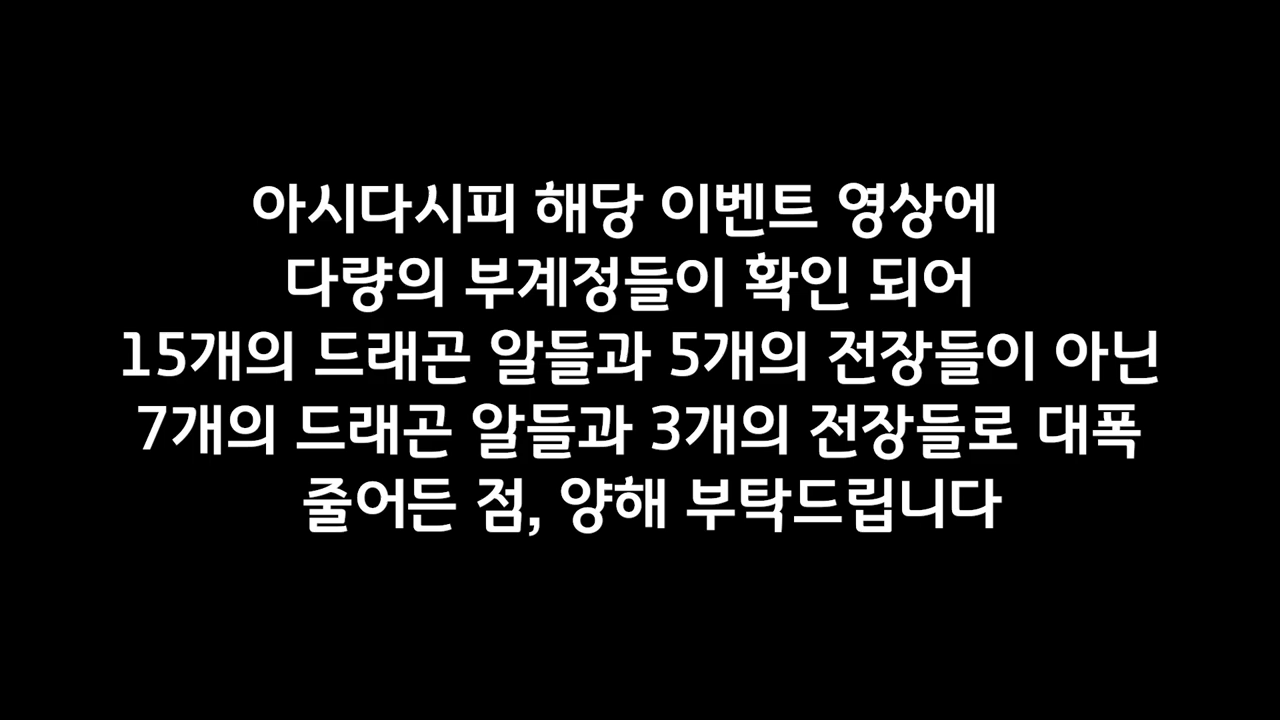 아시다시피 해당 이벤트 영상에
다량의 부계정들이 확인 되어
15개의 드래곤 알들과 5개의 전장들이 아닌
7개의 드래곤 알들과 3개의 전장들로 대폭
줄어든 점, 양해 부탁드립니다